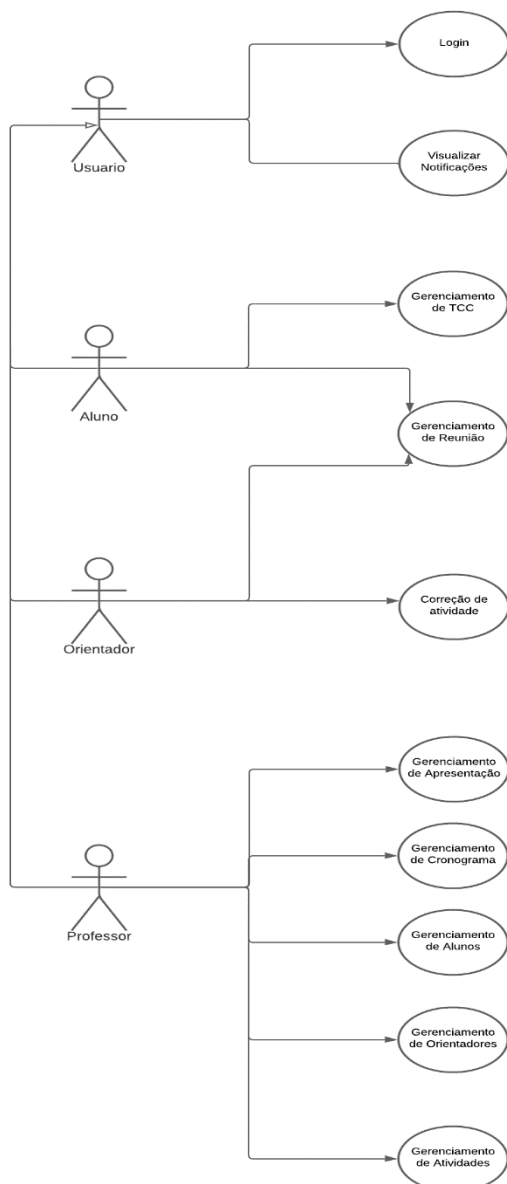 Login
Usuario
Visualizar
Notificações
Gerenciamento
de TCC
Aluno
Gerenciamento
de Reunião
Orientador
Correção de
atividade
Gerenciamento
de Apresentação
Professor
Gerenciamento
de Cronograma
Gerenciamento
de Alunos
Gerenciamento
de Orientadores
Gerenciamento
de Atividades